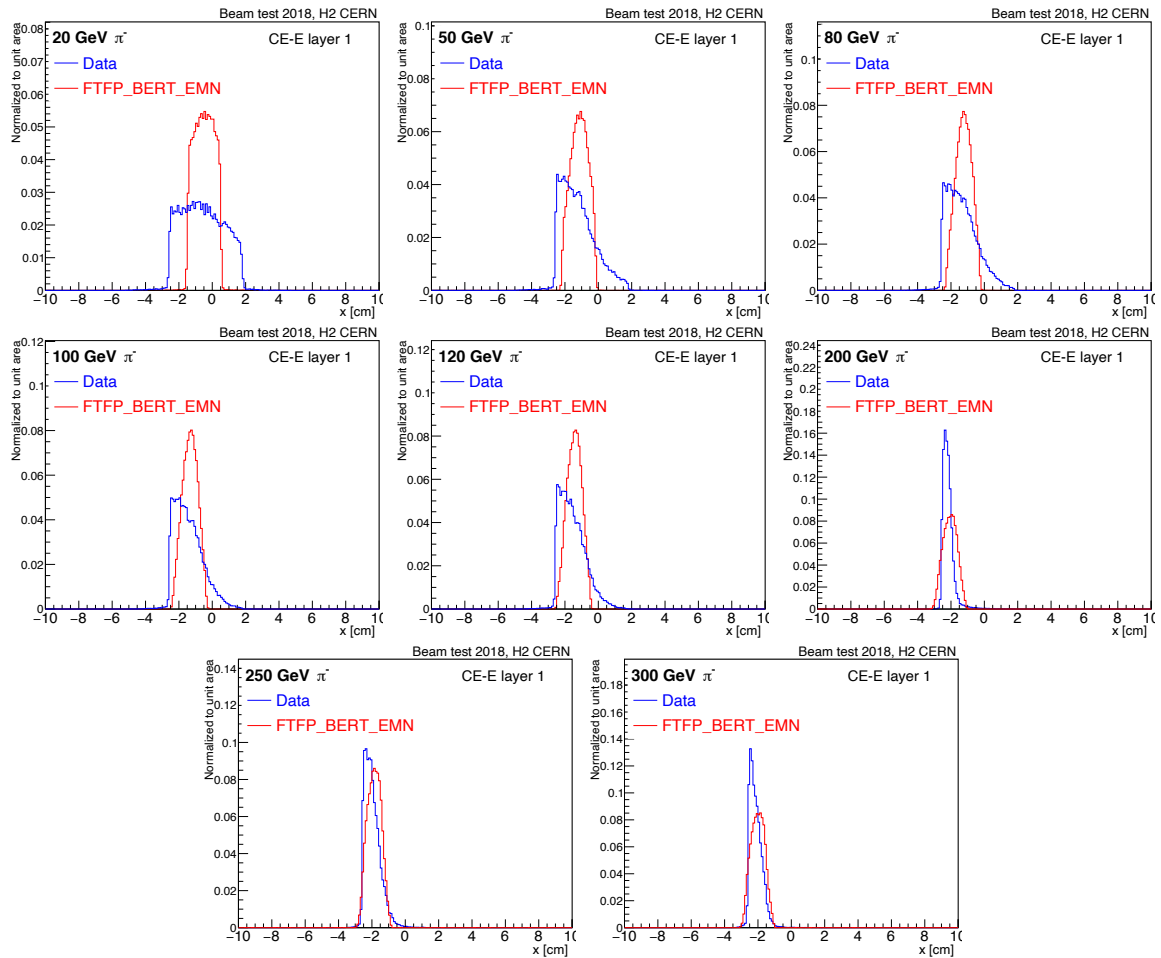 Beam test 2018, H2 CERN
Normalized to unit area
20 GeV π⁻
CE-E layer 1
Data
FTFP_BERT_EMN
0.08
0.07
0.06
0.05
0.04
0.03
0.02
0.01
0
−10 −8 −6 −4 −2 0 2 4 6 8 10
x [cm]
Beam test 2018, H2 CERN
Normalized to unit area
50 GeV π⁻
CE-E layer 1
Data
FTFP_BERT_EMN
0.1
0.08
0.06
0.04
0.02
0
−10 −8 −6 −4 −2 0 2 4 6 8 10
x [cm]
Beam test 2018, H2 CERN
Normalized to unit area
80 GeV π⁻
CE-E layer 1
Data
FTFP_BERT_EMN
0.1
0.08
0.06
0.04
0.02
0
−10 −8 −6 −4 −2 0 2 4 6 8 10
x [cm]
Beam test 2018, H2 CERN
Normalized to unit area
100 GeV π⁻
CE-E layer 1
Data
FTFP_BERT_EMN
0.12
0.1
0.08
0.06
0.04
0.02
0
−10 −8 −6 −4 −2 0 2 4 6 8 10
x [cm]
Beam test 2018, H2 CERN
Normalized to unit area
120 GeV π⁻
CE-E layer 1
Data
FTFP_BERT_EMN
0.12
0.1
0.08
0.06
0.04
0.02
0
−10 −8 −6 −4 −2 0 2 4 6 8 10
x [cm]
Beam test 2018, H2 CERN
Normalized to unit area
200 GeV π⁻
CE-E layer 1
Data
FTFP_BERT_EMN
0.24
0.22
0.2
0.18
0.16
0.14
0.12
0.1
0.08
0.06
0.04
0.02
0
−10 −8 −6 −4 −2 0 2 4 6 8 10
x [cm]
Beam test 2018, H2 CERN
Normalized to unit area
250 GeV π⁻
CE-E layer 1
Data
FTFP_BERT_EMN
0.14
0.12
0.1
0.08
0.06
0.04
0.02
0
−10 −8 −6 −4 −2 0 2 4 6 8 10
x [cm]
Beam test 2018, H2 CERN
Normalized to unit area
300 GeV π⁻
CE-E layer 1
Data
FTFP_BERT_EMN
0.18
0.16
0.14
0.12
0.1
0.08
0.06
0.04
0.02
0
−10 −8 −6 −4 −2 0 2 4 6 8 10
x [cm]